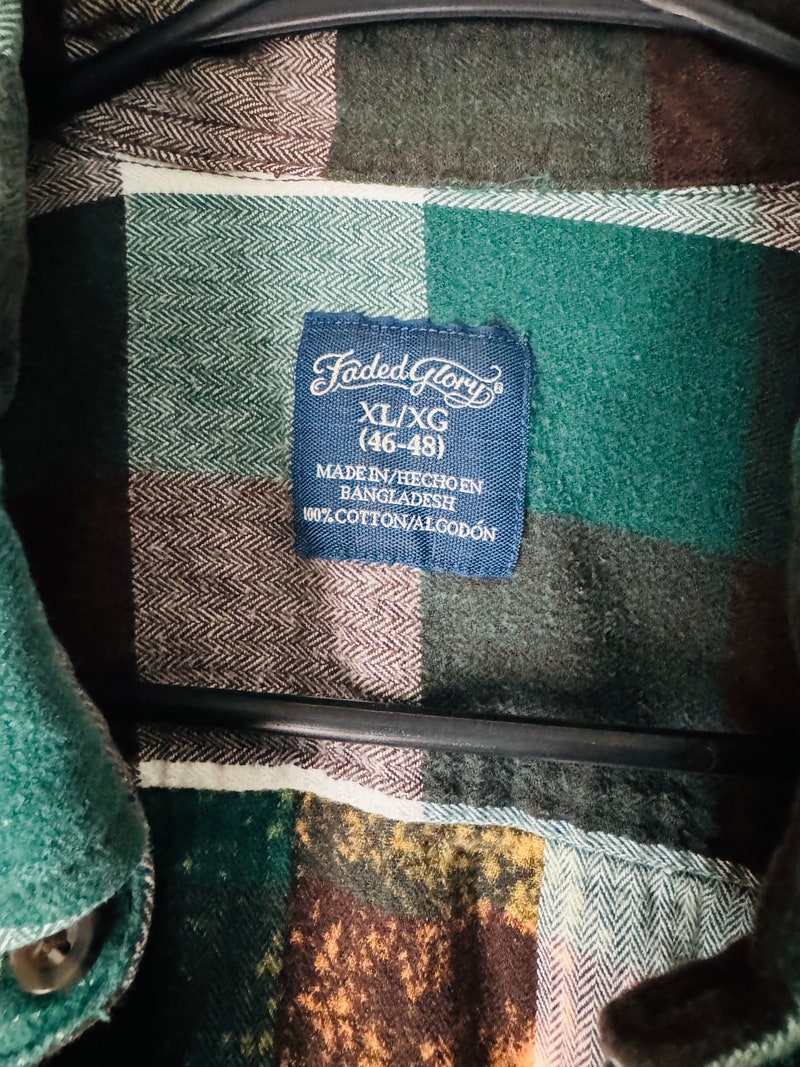 Faded Glory®
XL/XG
(46-48)
MADE IN/HECHO EN
BANGLADESH
100% COTTON/ALGODÓN